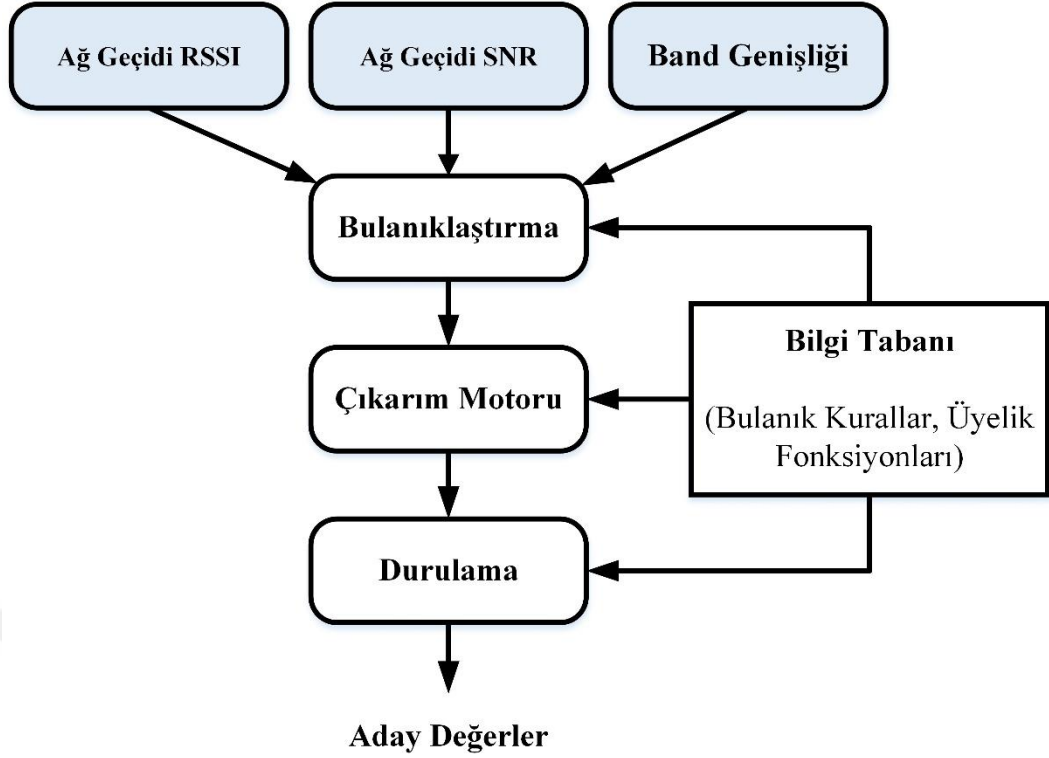 Ağ Geçidi RSSI
Ağ Geçidi SNR
Band Genişliği
Bulanıklaştırma
Bilgi Tabanı
(Bulanık Kurallar, Üyelik
Fonksiyonları)
Çıkarım Motoru
Durulama
Aday Değerler